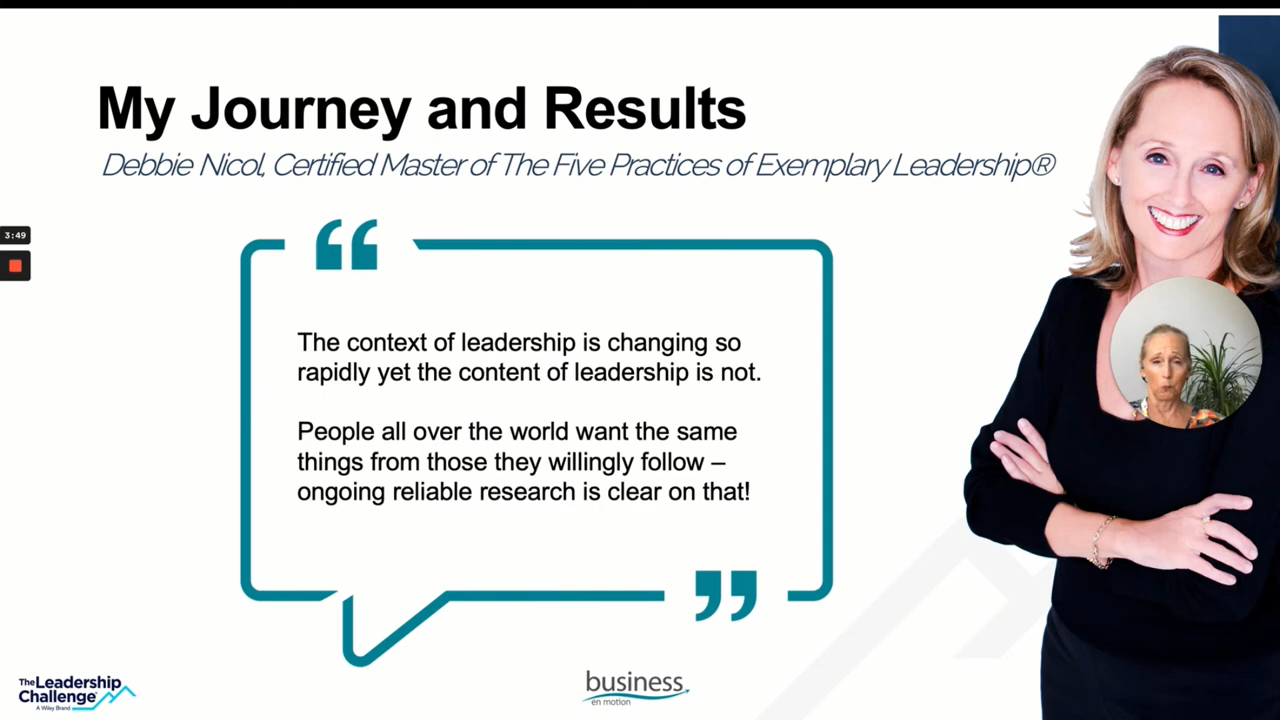 My Journey and Results
Debbie Nicol, Certified Master of The Five Practices of Exemplary Leadership®
3:49
“
The context of leadership is changing so
rapidly yet the content of leadership is not.
People all over the world want the same
things from those they willingly follow –
ongoing reliable research is clear on that!
”
The Leadership
Challenge®
A Wiley Brand
business
en motion